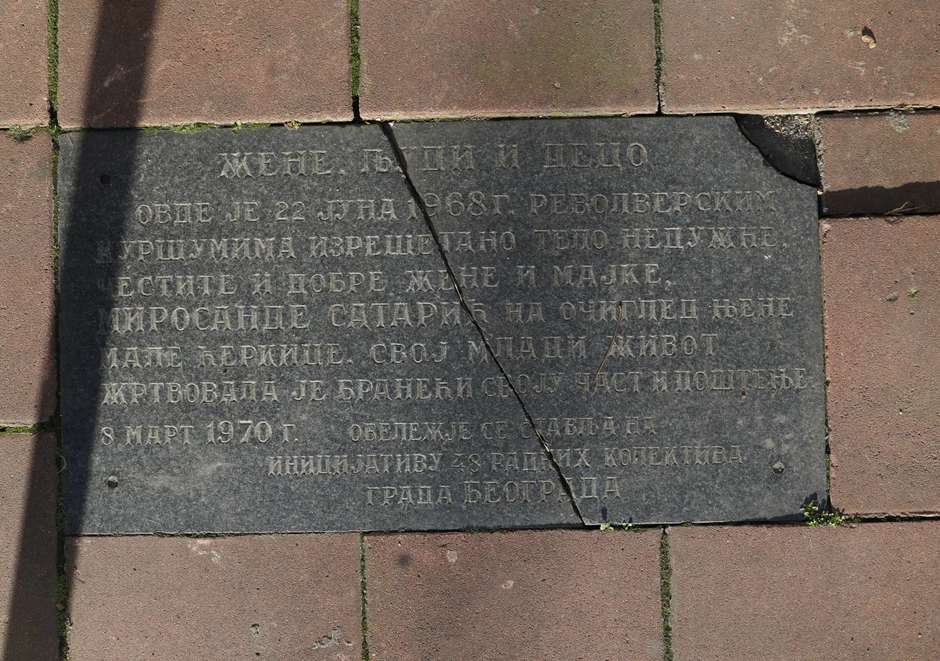 ЖЕНЕ, ЉУДИ И ДЕЦО
ОВДЕ ЈЕ 22 ЈУНА 1968 г. РЕВОЛВЕРСКИМ
КУРШУМИМА ИЗРЕШЕТАНО ТЕЛО НЕДУЖНЕ,
ЧЕСТИТЕ И ДОБРЕ ЖЕНЕ И МАЈКЕ,
МИРОСАНДЕ САТАРИЋ НА ОЧИГЛЕД ЊЕНЕ
МАЛЕ ЋЕРКИЦЕ. СВОЈ МЛАДИ ЖИВОТ
ЖРТВОВАЛА ЈЕ БРАНЕЋИ СВОЈУ ЧАСТ И ПОШТЕЊЕ
8 МАРТ 1970 г. ОБЕЛЕЖЈЕ СЕ СТАВЉА НА
ИНИЦИЈАТИВУ 48 РАДНИХ КОЛЕКТИВА
ГРАДА БЕОГРАДА